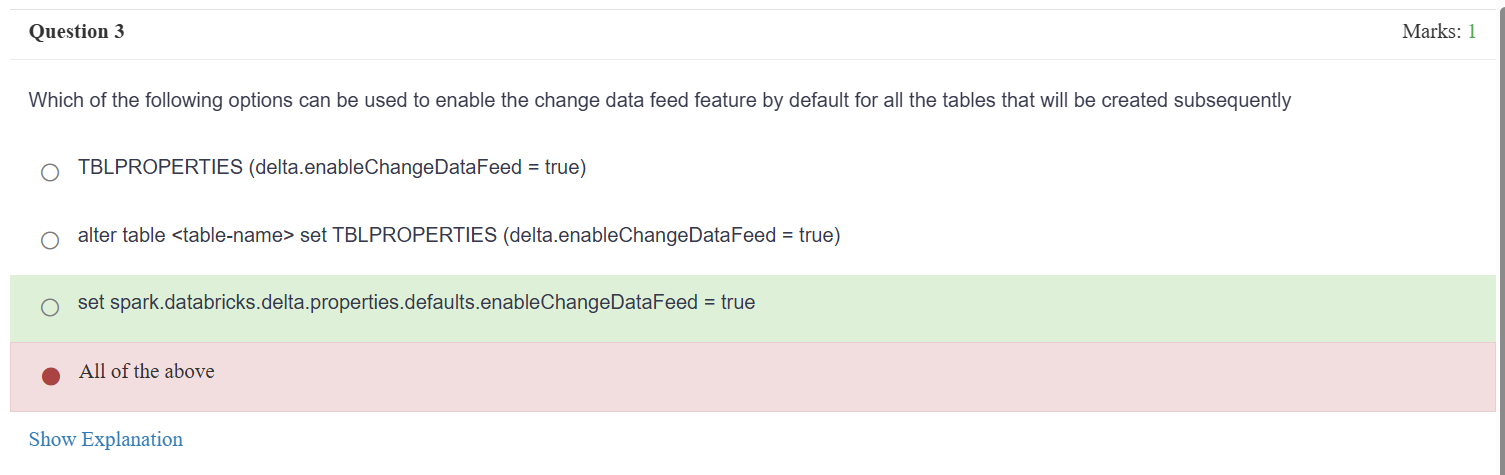 Question 3
Marks: 1
Which of the following options can be used to enable the change data feed feature by default for all the tables that will be created subsequently
TBLPROPERTIES (delta.enableChangeDataFeed = true)
alter table <table-name> set TBLPROPERTIES (delta.enableChangeDataFeed = true)
set spark.databricks.delta.properties.defaults.enableChangeDataFeed = true
All of the above
Show Explanation